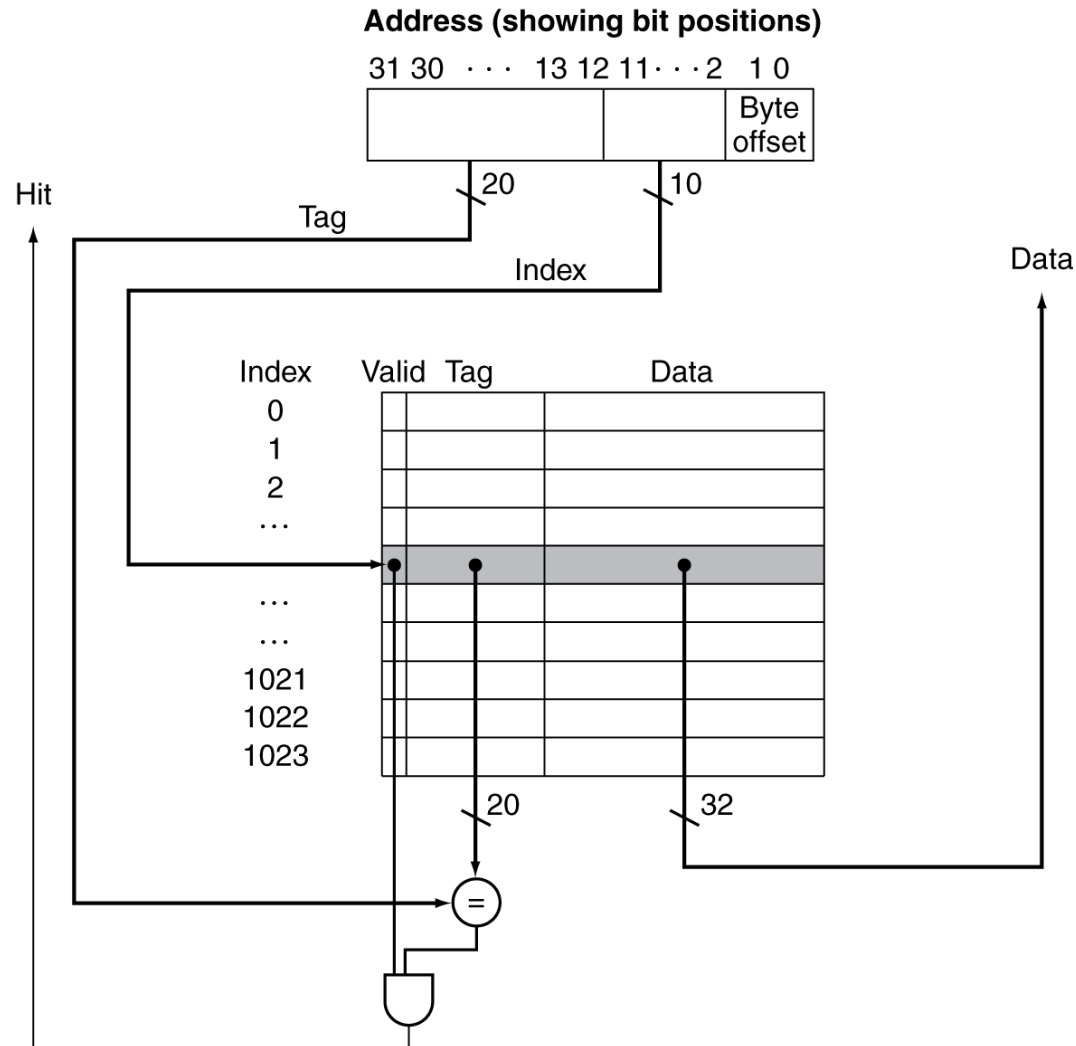 Address (showing bit positions)
31 30 · · · 13 12 11 · · · 2 1 0
Byte
offset
20 10
Hit
Tag
Index
Data
Index Valid Tag Data
0
1
2
...
...
...
1021
1022
1023
20 32
=